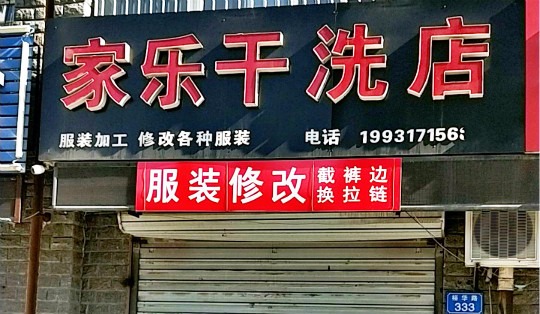 家乐干洗店
服装加工 修改各种服装 电话 1993171566
服装修改 截裤边
换拉链
333